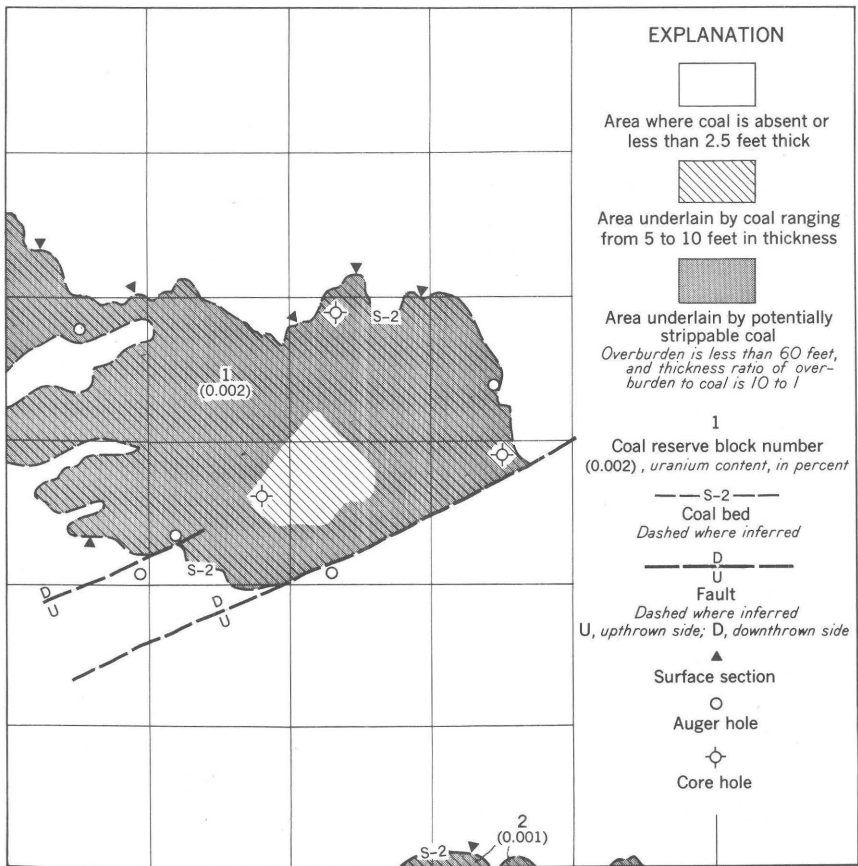 EXPLANATION
Area where coal is absent or
less than 2.5 feet thick
Area underlain by coal ranging
from 5 to 10 feet in thickness
Area underlain by potentially
strippable coal
Overburden is less than 60 feet,
and thickness ratio of over-
burden to coal is 10 to 1
1
Coal reserve block number
(0.002), uranium content, in percent
S-2
Coal bed
Dashed where inferred
D
U
Fault
Dashed where inferred
U, upthrown side; D, downthrown side
Surface section
Auger hole
Core hole
S-2
1
(0.002)
S-2
D
U
D
U
2
(0.001)
S-2